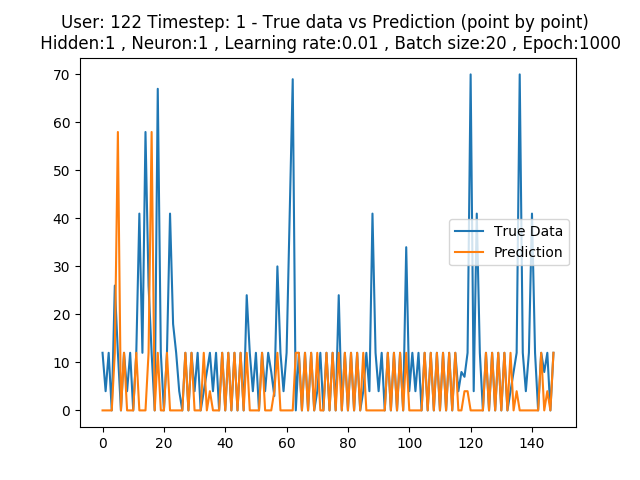 User: 122 Timestep: 1 - True data vs Prediction (point by point)
Hidden:1 , Neuron:1 , Learning rate:0.01 , Batch size:20 , Epoch:1000
70
60
50
40
30
20
10
0
True Data
Prediction
0 20 40 60 80 100 120 140